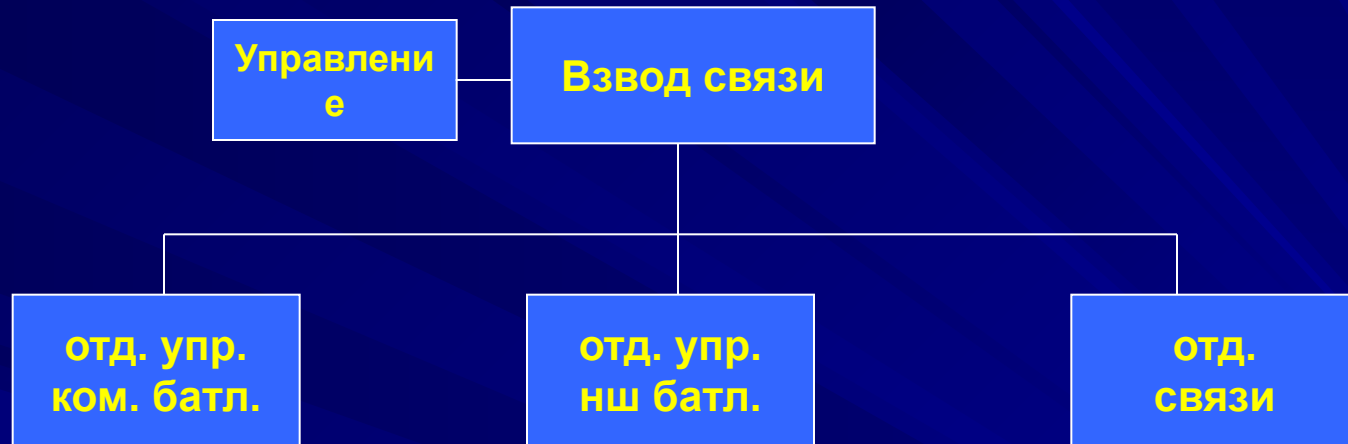 Управлени
е
Взвод связи
отд. упр.
ком. батл.
отд. упр.
нш батл.
отд.
связи